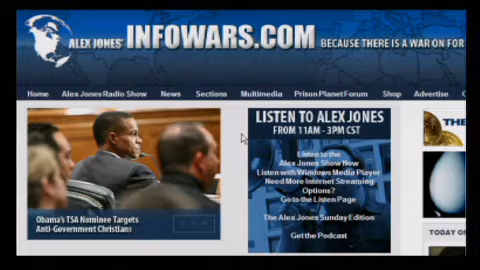 ALEX JONES' INFOWARS.COM BECAUSE THERE IS A WAR ON FOR
Home Alex Jones Radio Show News Sections Multimedia Prison Planet Forum Shop Advertise
LISTEN TO ALEX JONES
FROM 11AM - 3PM CST
Listen to the
Alex Jones Show Now
Listen with Windows Media Player
Need More Internet Streaming
Options?
Go to the Listen Page
The Alex Jones Sunday Edition
Get the Podcast
Obama's TSA Nominee Targets
Anti-Government Christians
THE
TODAY ON